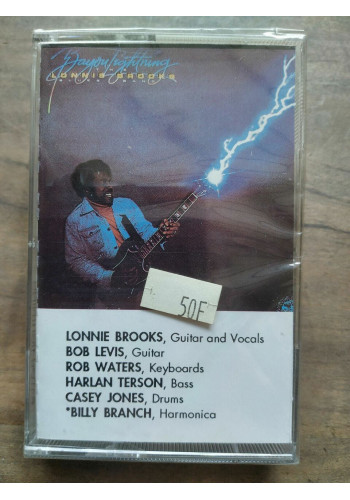 Bayou Lightning
LONNIE BROOKS
50F
LONNIE BROOKS, Guitar and Vocals
BOB LEVIS, Guitar
ROB WATERS, Keyboards
HARLAN TERSON, Bass
CASEY JONES, Drums
*BILLY BRANCH, Harmonica